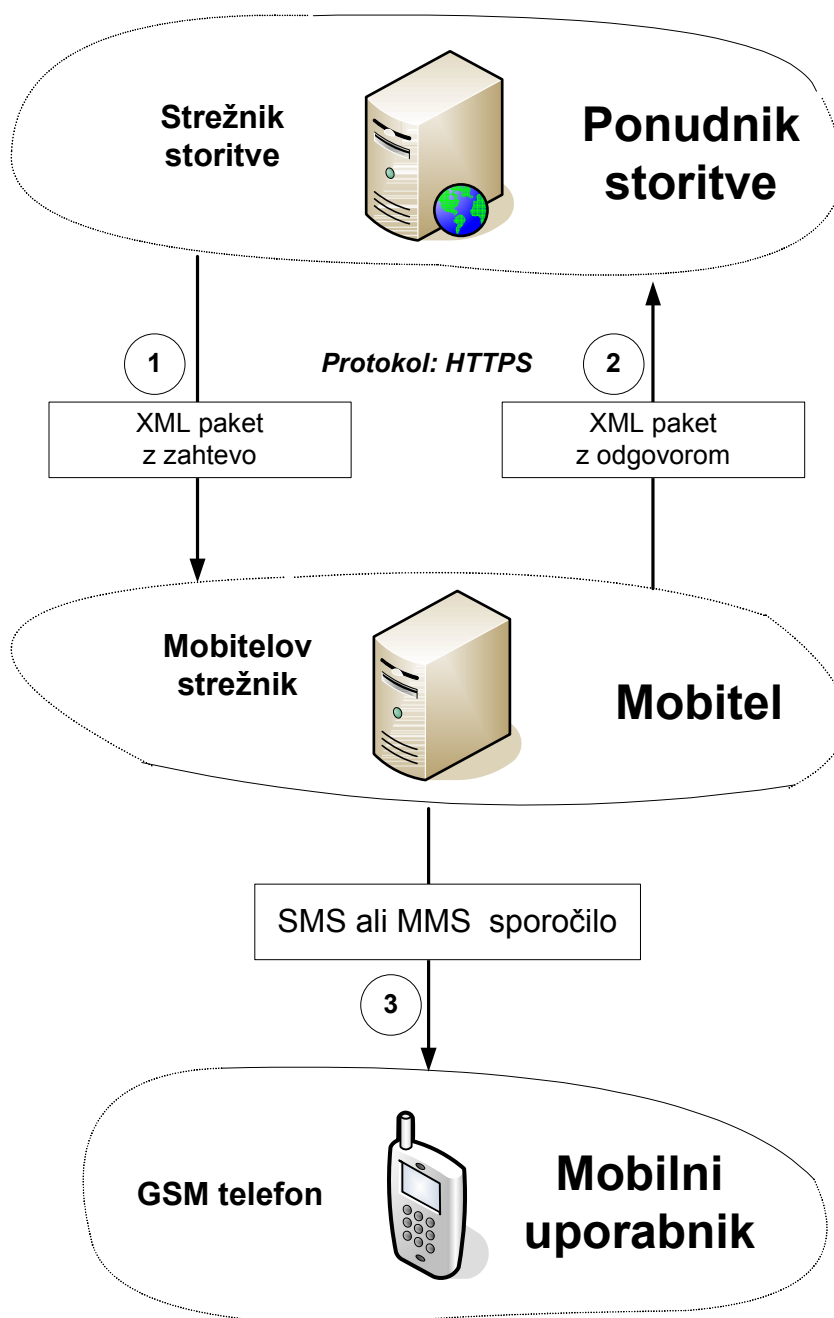 Strežnik
storitve
Ponudnik
storitve
1
Protokol: HTTPS
2
XML paket
z zahtevo
XML paket
z odgovorom
Mobitelov
strežnik
Mobitel
SMS ali MMS sporočilo
3
GSM telefon
Mobilni
uporabnik